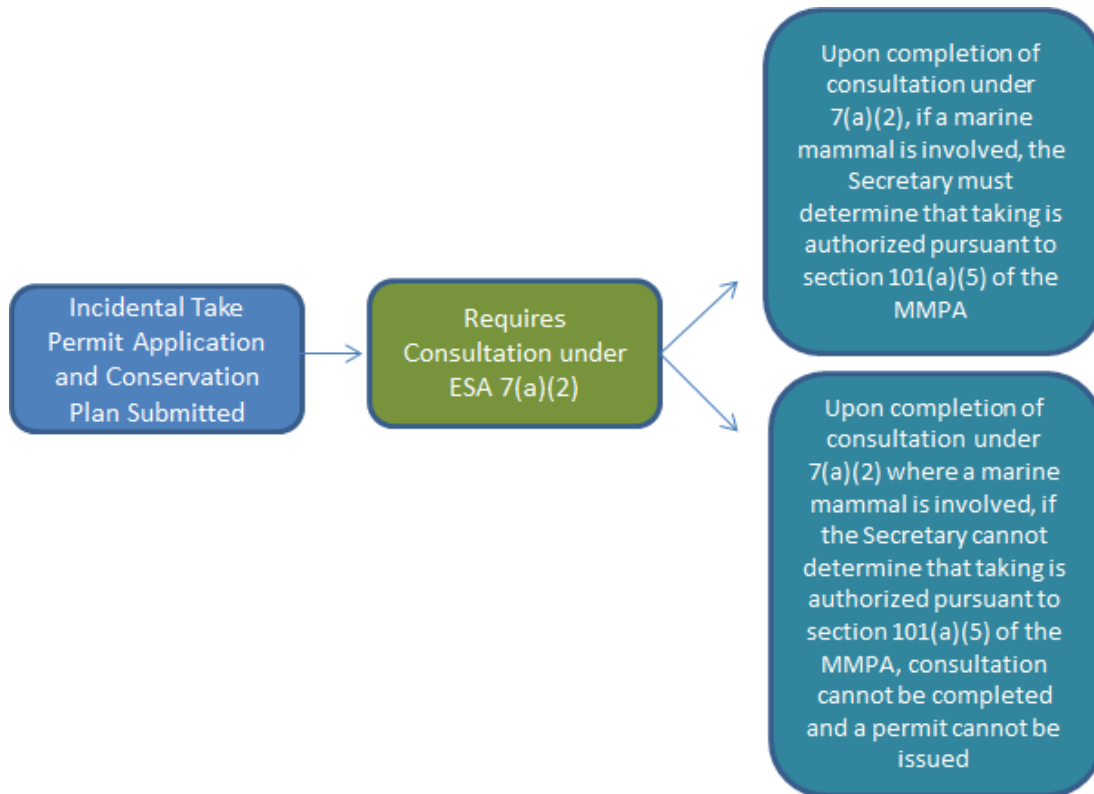 Incidental Take
Permit Application
and Conservation
Plan Submitted
Requires
Consultation under
ESA 7(a)(2)
Upon completion of
consultation under
7(a)(2), if a marine
mammal is involved, the
Secretary must
determine that taking is
authorized pursuant to
section 101(a)(5) of the
MMPA
Upon completion of
consultation under
7(a)(2) where a marine
mammal is involved, if
the Secretary cannot
determine that taking is
authorized pursuant to
section 101(a)(5) of the
MMPA, consultation
cannot be completed
and a permit cannot be
issued